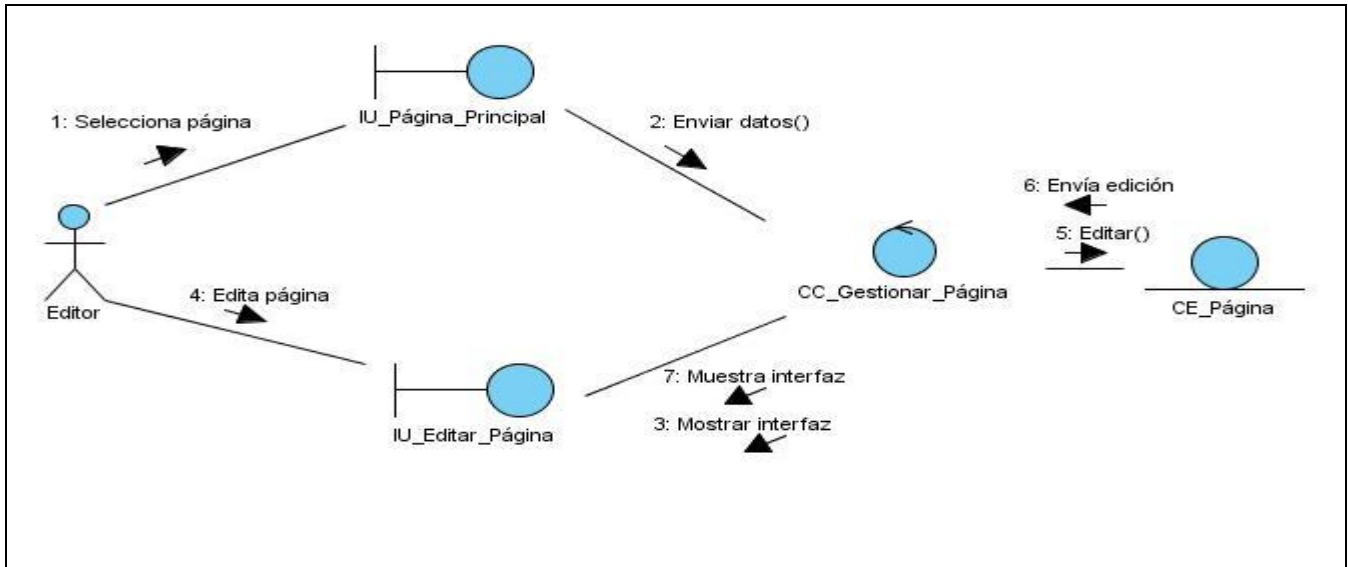 IU_Página_Principal
1: Selecciona página
2: Enviar datos()
6: Envía edición
5: Editar()
CC_Gestionar_Página
CE_Página
4: Edita página
Editor
7: Muestra interfaz
3: Mostrar interfaz
IU_Editar_Página